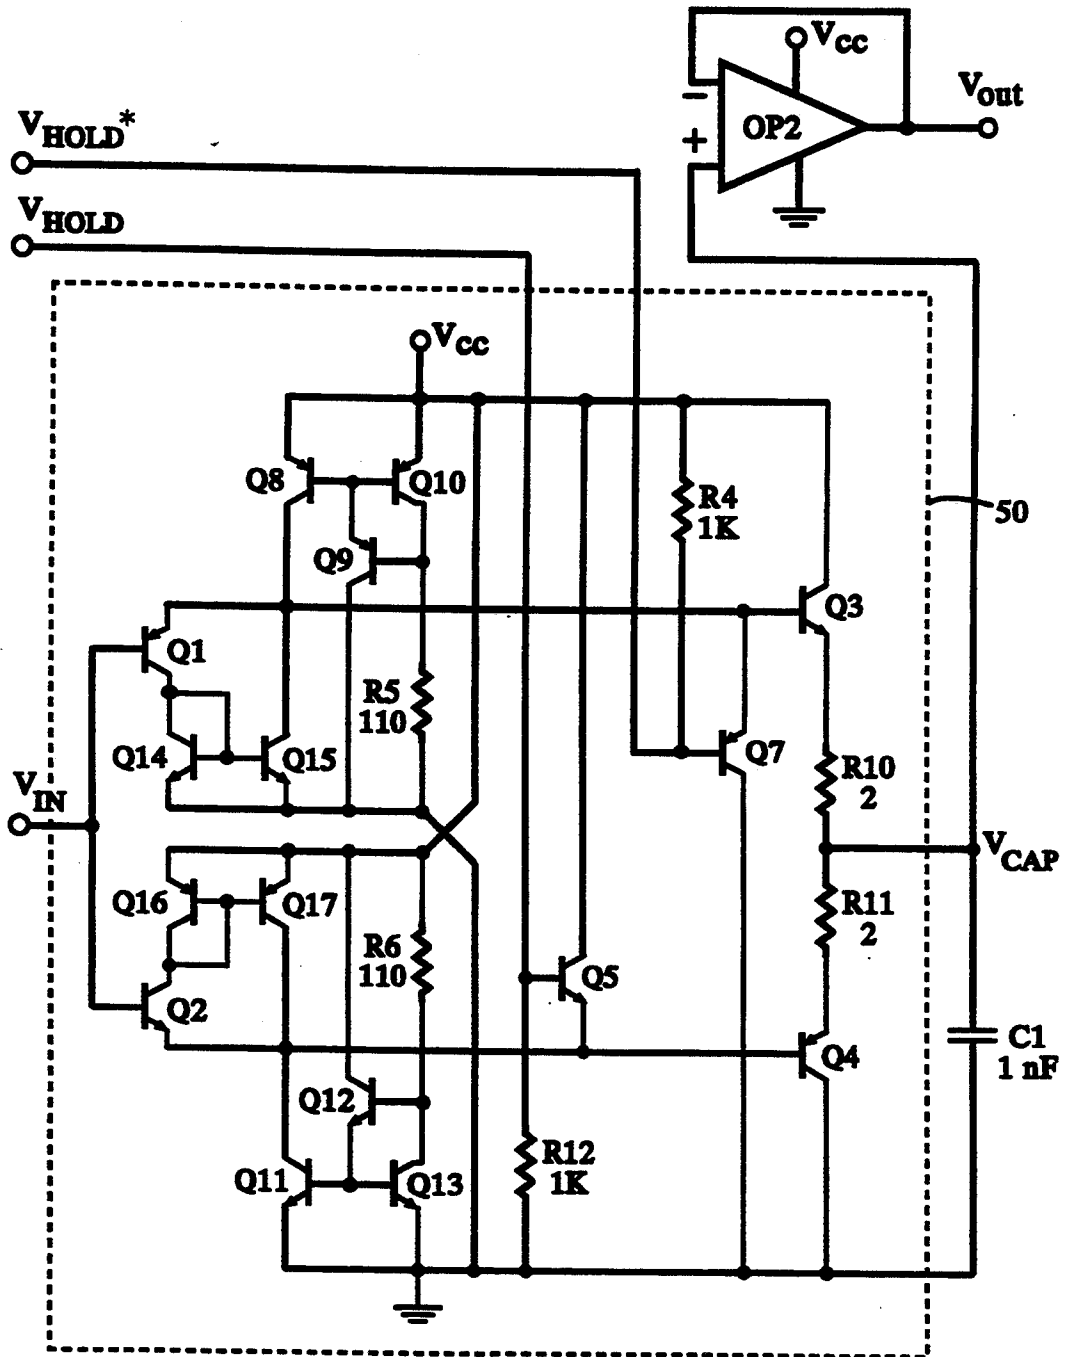 VCC
Vout
OP2
−
+
VHOLD*
VHOLD
VCC
Q8
Q10
R4
1K
50
Q9
Q3
Q1
R5
110
Q14
Q15
Q7
R10
2
VIN
VCAP
Q16
Q17
R11
2
R6
110
Q5
Q2
Q4
C1
1 nF
Q12
R12
1K
Q11
Q13